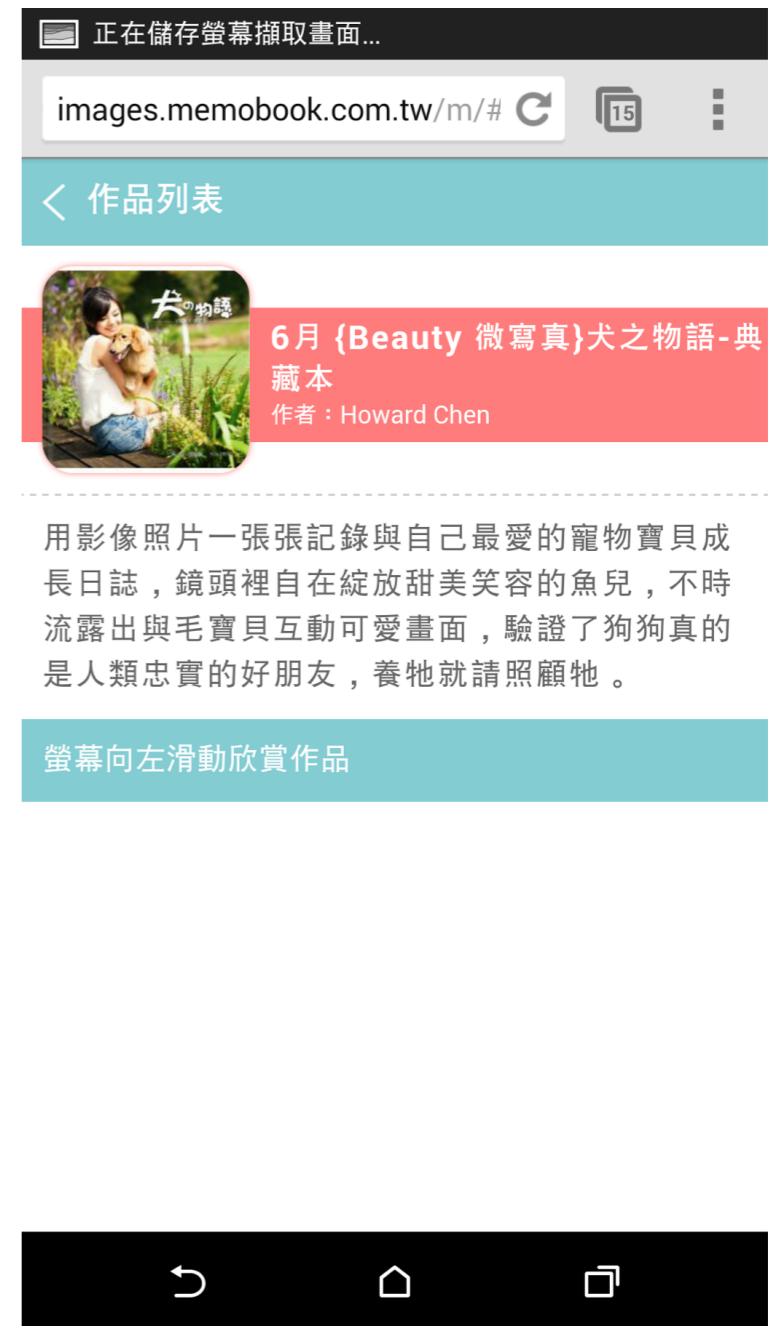 正在儲存螢幕擷取畫面...
images.memobook.com.tw/m/#
15
作品列表
犬の物語
6月 {Beauty 微寫真}犬之物語-典
藏本
作者：Howard Chen
用影像照片一張張記錄與自己最愛的寵物寶貝成
長日誌，鏡頭裡自在綻放甜美笑容的魚兒，不時
流露出與毛寶貝互動可愛畫面，驗證了狗狗真的
是人類忠實的好朋友，養牠就請照顧牠。
螢幕向左滑動欣賞作品